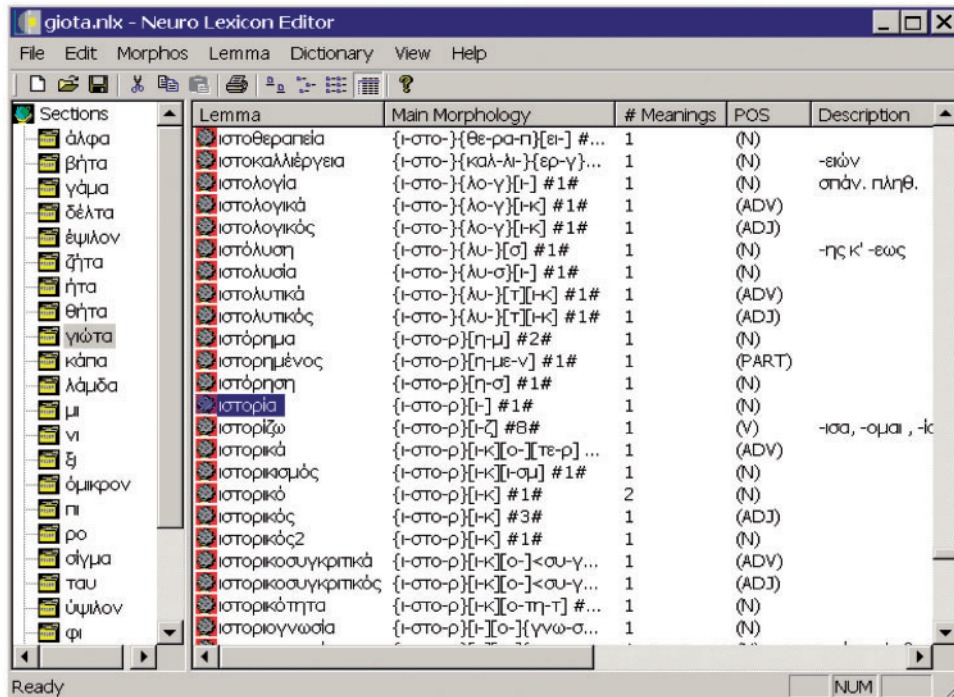 giota.nlx - Neuro Lexicon Editor
File Edit Morphos Lemma Dictionary View Help
Sections
άλφα
βήτα
γάμα
δέλτα
έψιλον
ζήτα
ήτα
θήτα
γιώτα
κάπα
λάμδα
μι
νι
ξι
όμικρον
πι
ρο
σίγμα
ταυ
ύψιλον
φι
Lemma Main Morphology # Meanings POS Description
ιστοθεραπεία {ι-στο-}{θε-ρα-π}[ει-] #... 1 (N)
ιστοκαλλιέργεια {ι-στο-}{καλ-λι-}{ερ-γ}... 1 (N) -ειών
ιστολογία {ι-στο-}{λο-γ}[ι-] #1# 1 (N) σπάν. πληθ.
ιστολογικά {ι-στο-}{λο-γ}[ι-κ] #1# 1 (ADV)
ιστολογικός {ι-στο-}{λο-γ}[ι-κ] #1# 1 (ADJ)
ιστόλυση {ι-στο-}{λυ-}[σ] #1# 1 (N) -ης κ' -εως
ιστολυσία {ι-στο-}{λυ-σ}[ι-] #1# 1 (N)
ιστολυτικά {ι-στο-}{λυ-}[τ][ι-κ] #1# 1 (ADV)
ιστολυτικός {ι-στο-}{λυ-}[τ][ι-κ] #1# 1 (ADJ)
ιστόρημα {ι-στο-ρ}[η-μ] #2# 1 (N)
ιστορημένος {ι-στο-ρ}[η-με-ν] #1# 1 (PART)
ιστόρηση {ι-στο-ρ}[η-σ] #1# 1 (N)
ιστορία {ι-στο-ρ}[ι-] #1# 1 (N)
ιστορίζω {ι-στο-ρ}[ι-ζ] #8# 1 (V) -ισα, -ομαι , -ίσ
ιστορικά {ι-στο-ρ}[ι-κ][ο-][τε-ρ] ... 1 (ADV)
ιστορικισμός {ι-στο-ρ}[ι-κ][ι-σμ] #1# 1 (N)
ιστορικό {ι-στο-ρ}[ι-κ] #1# 2 (N)
ιστορικός {ι-στο-ρ}[ι-κ] #3# 1 (ADJ)
ιστορικός2 {ι-στο-ρ}[ι-κ] #1# 1 (N)
ιστορικοσυγκριτικά {ι-στο-ρ}[ι-κ][ο-]<συ-γ... 1 (ADV)
ιστορικοσυγκριτικός {ι-στο-ρ}[ι-κ][ο-]<συ-γ... 1 (ADJ)
ιστορικότητα {ι-στο-ρ}[ι-κ][ο-τη-τ] #... 1 (N)
ιστοριογνωσία {ι-στο-ρ}[ι-][ο-]{γνω-σ... 1 (N)
Ready NUM